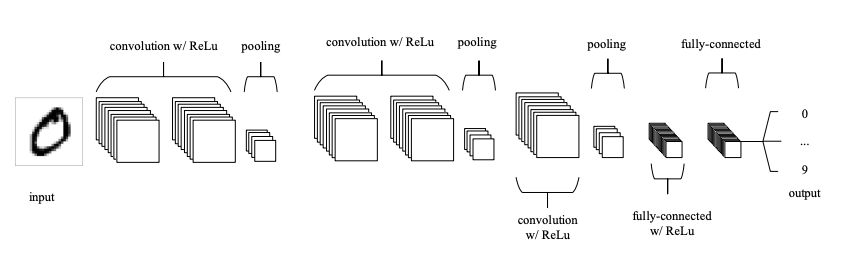 convolution w/ ReLu
pooling
convolution w/ ReLu
pooling
pooling
fully-connected
0
...
9
input
output
convolution
w/ ReLu
fully-connected
w/ ReLu